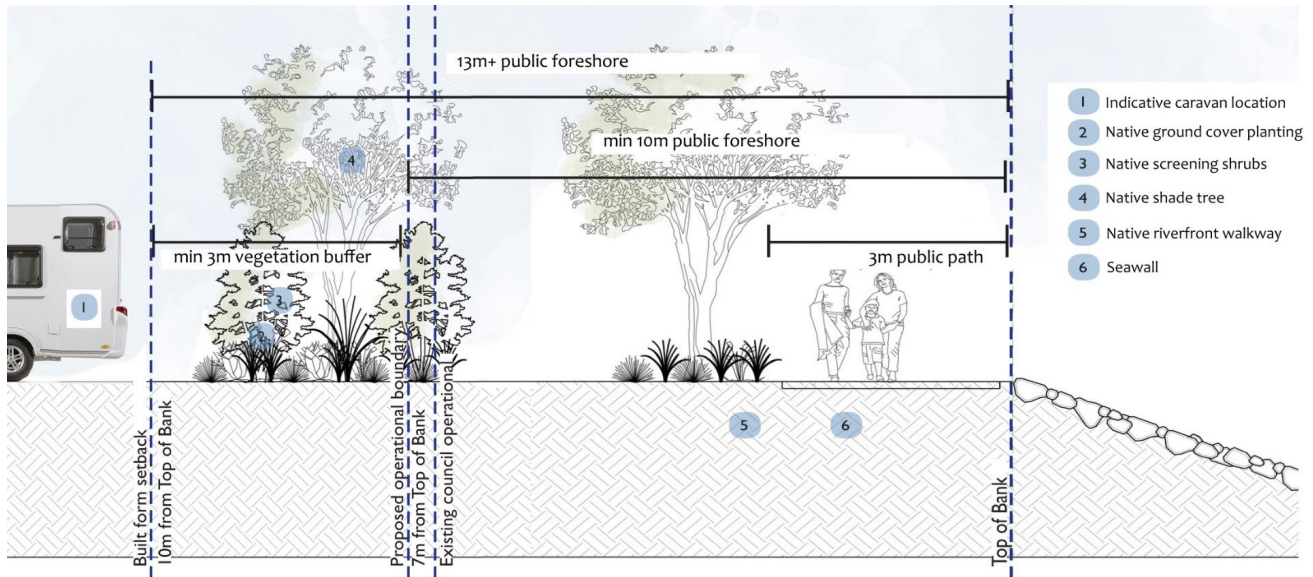 13m+ public foreshore
min 10m public foreshore
min 3m vegetation buffer
3m public path
1 Indicative caravan location
2 Native ground cover planting
3 Native screening shrubs
4 Native shade tree
5 Native riverfront walkway
6 Seawall
4
1
3
2
5
6
Built form setback
10m from Top of Bank
Proposed operational boundary
7m from Top of Bank
Existing council operational
Top of Bank